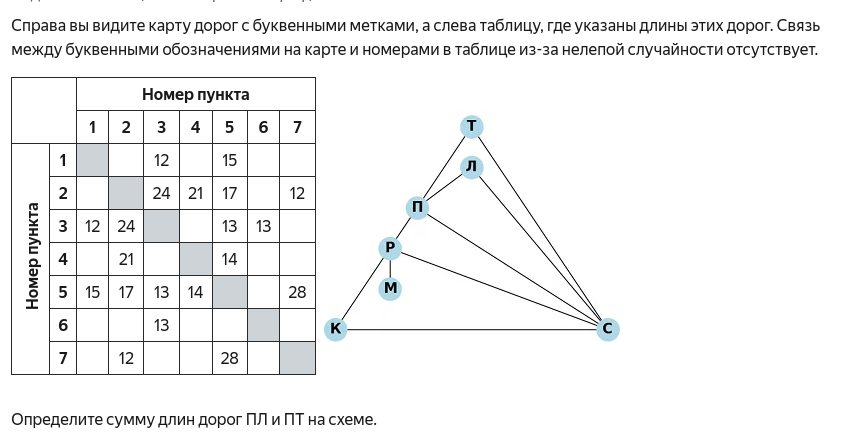 Справа вы видите карту дорог с буквенными метками, а слева таблицу, где указаны длины этих дорог. Связь
между буквенными обозначениями на карте и номерами в таблице из-за нелепой случайности отсутствует.
Номер пункта
1 2 3 4 5 6 7
Номер пункта
1 12 15
2 24 21 17 12
3 12 24 13 13
4 21 14
5 15 17 13 14 28
6 13
7 12 28
Т
Л
П
Р
М
К
С
Определите сумму длин дорог ПЛ и ПТ на схеме.